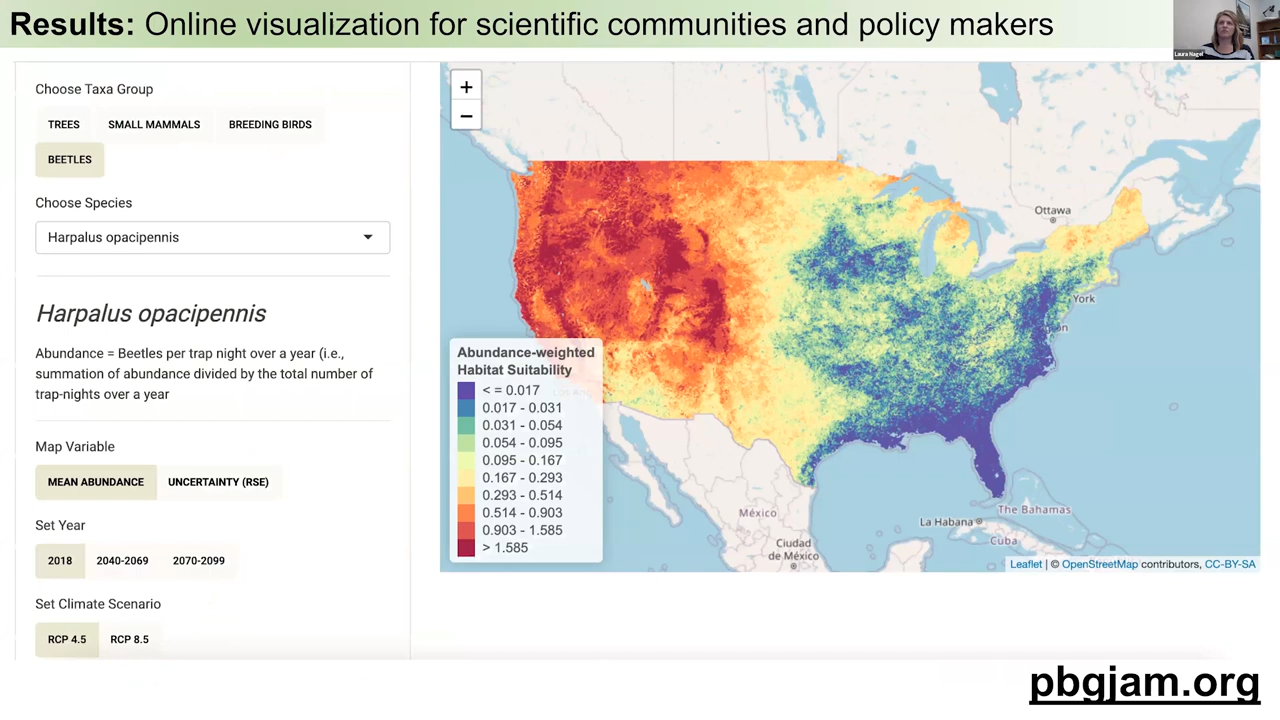 Results: Online visualization for scientific communities and policy makers
Laura Nagel
Choose Taxa Group
TREES SMALL MAMMALS BREEDING BIRDS
BEETLES
Choose Species
Harpalus opacipennis
Harpalus opacipennis
Abundance = Beetles per trap night over a year (i.e.,
summation of abundance divided by the total number of
trap-nights over a year
Map Variable
MEAN ABUNDANCE UNCERTAINTY (RSE)
Set Year
2018 2040-2069 2070-2099
Set Climate Scenario
RCP 4.5 RCP 8.5
+
−
Ottawa
York
Abundance-weighted
Habitat Suitability
< = 0.017
0.017 - 0.031
0.031 - 0.054
0.054 - 0.095
0.095 - 0.167
0.167 - 0.293
0.293 - 0.514
0.514 - 0.903
0.903 - 1.585
> 1.585
México
Ciudad
de México
La Habana
The Bahamas
Cuba
Leaflet | © OpenStreetMap contributors, CC-BY-SA
pbgjam.org